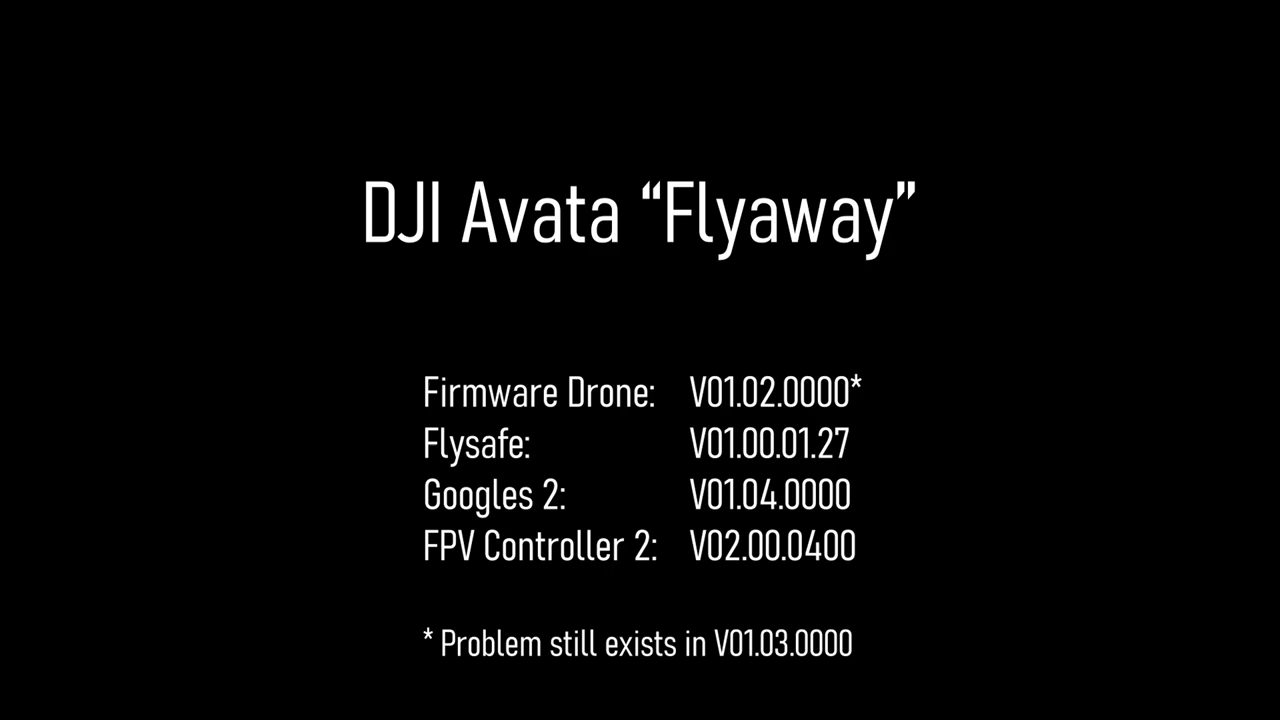 DJI Avata “Flyaway”
Firmware Drone: V01.02.0000*
Flysafe: V01.00.01.27
Googles 2: V01.04.0000
FPV Controller 2: V02.00.0400
* Problem still exists in V01.03.0000